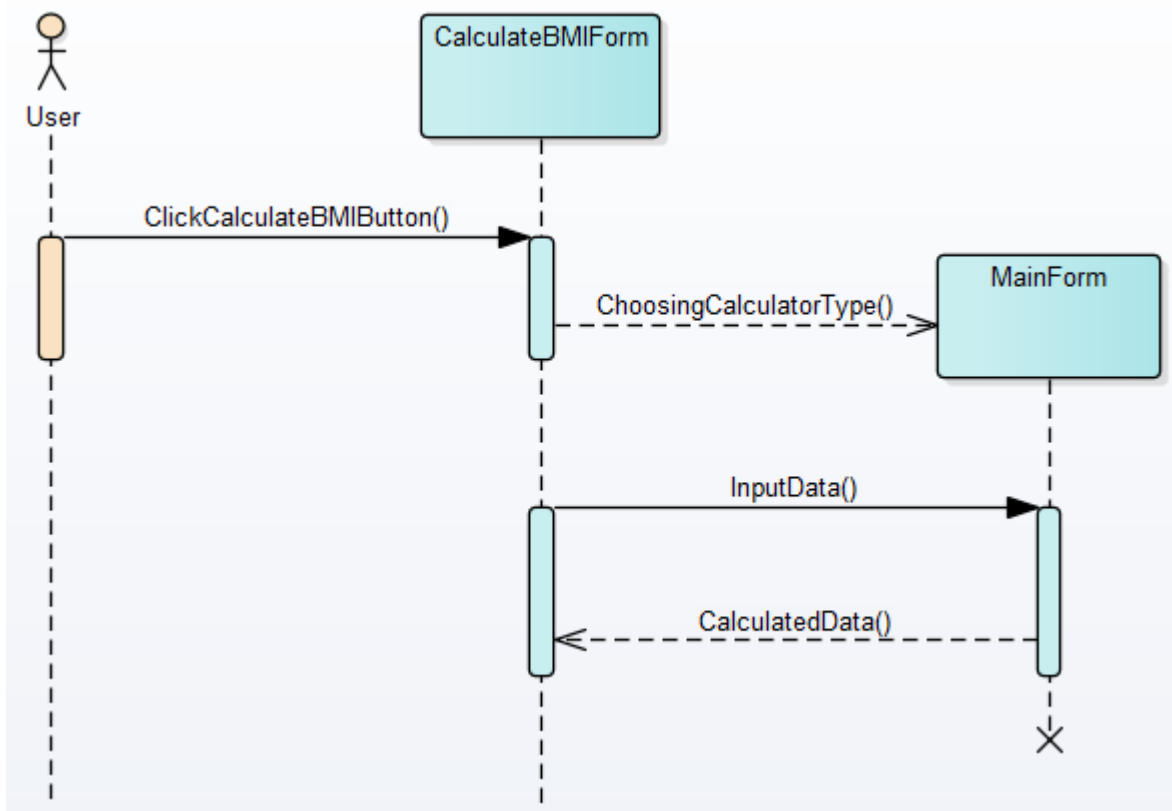 CalculateBMIForm
User
ClickCalculateBMIButton()
MainForm
ChoosingCalculatorType()
InputData()
CalculatedData()